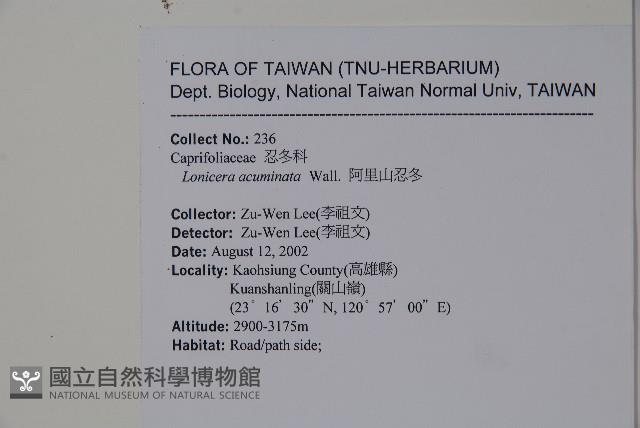 FLORA OF TAIWAN (TNU-HERBARIUM)
Dept. Biology, National Taiwan Normal Univ, TAIWAN
--------------------------------------------------------------------------
Collect No.: 236
Caprifoliaceae 忍冬科
Lonicera acuminata Wall. 阿里山忍冬
Collector: Zu-Wen Lee(李祖文)
Detector: Zu-Wen Lee(李祖文)
Date: August 12, 2002
Locality: Kaohsiung County(高雄縣)
Kuanshanling(關山嶺)
(23° 16' 30" N, 120° 57' 00" E)
Altitude: 2900-3175m
Habitat: Road/path side;
國立自然科學博物館
NATIONAL MUSEUM OF NATURAL SCIENCE